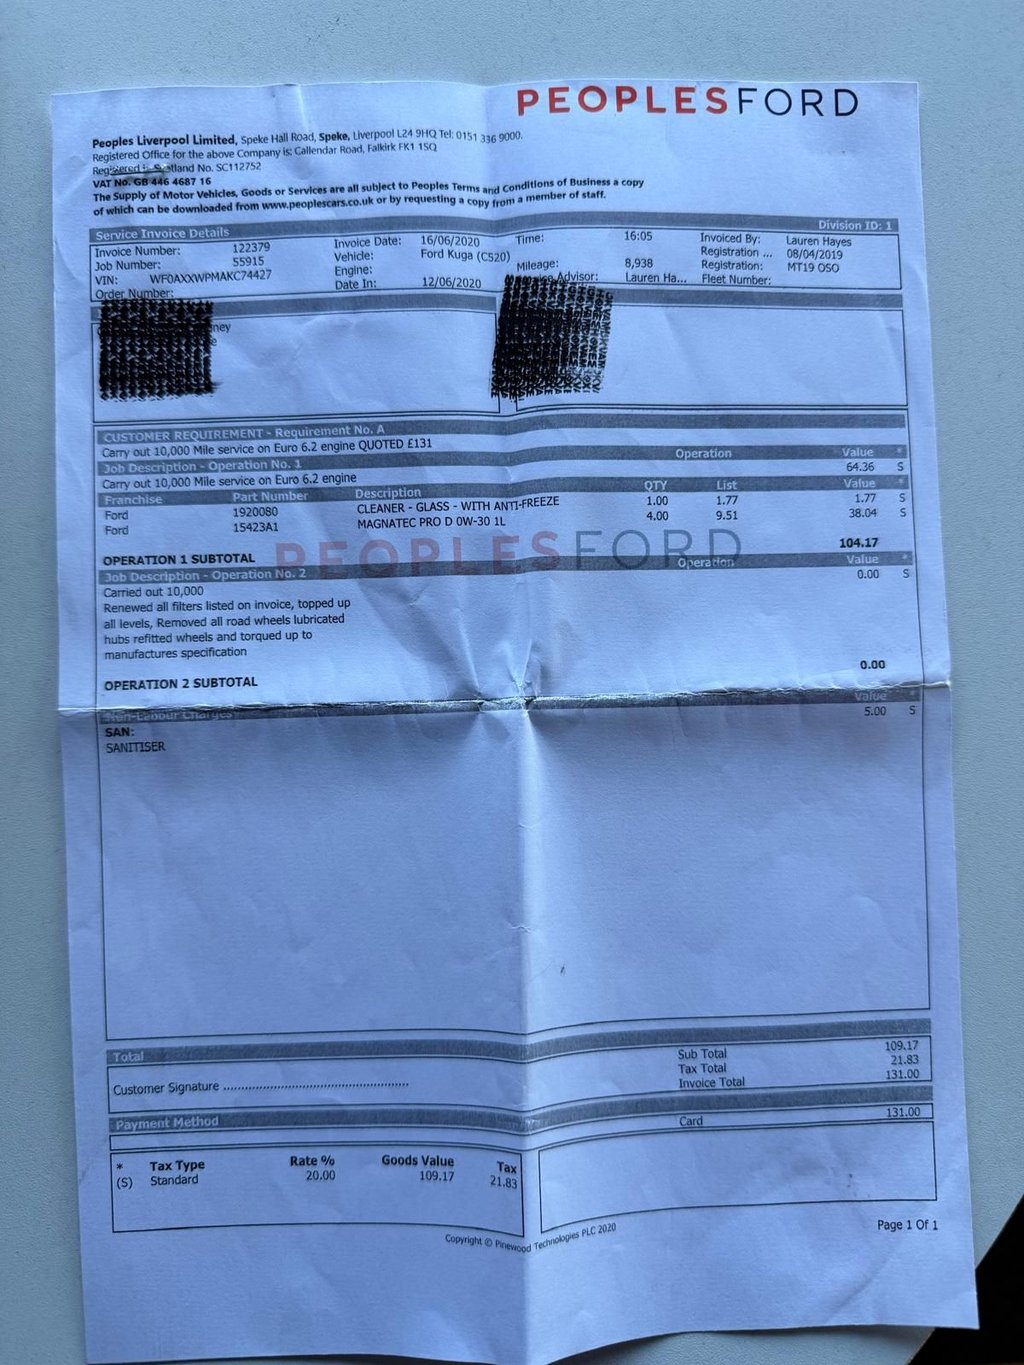 PEOPLESFORD
Peoples Liverpool Limited, Speke Hall Road, Speke, Liverpool L24 9HQ Tel: 0151 336 9000.
Registered Office for the above Company is: Callendar Road, Falkirk FK1 1SQ
Registered in Scotland No. SC112752
VAT No. GB 446 4687 16
The Supply of Motor Vehicles, Goods or Services are all subject to Peoples Terms and Conditions of Business a copy
of which can be downloaded from www.peoplescars.co.uk or by requesting a copy from a member of staff.
Service Invoice Details Division ID: 1
Invoice Number: 122379 Invoice Date: 16/06/2020 Time: 16:05 Invoiced By: Lauren Hayes
Job Number: 55915 Vehicle: Ford Kuga (C520) Registration ... 08/04/2019
VIN: WF0AXXWPMAKC74427 Engine: Mileage: 8,938 Registration: MT19 OSO
Order Number: Date In: 12/06/2020 Advisor: Lauren Ha... Fleet Number:
ney
e
CUSTOMER REQUIREMENT - Requirement No. A
Carry out 10,000 Mile service on Euro 6.2 engine QUOTED £131
Job Description - Operation No. 1 Operation Value *
Carry out 10,000 Mile service on Euro 6.2 engine 64.36 S
Franchise Part Number Description QTY List Value *
Ford 1920080 CLEANER - GLASS - WITH ANTI-FREEZE 1.00 1.77 1.77 S
Ford 15423A1 MAGNATEC PRO D 0W-30 1L 4.00 9.51 38.04 S
OPERATION 1 SUBTOTAL 104.17
PEOPLESFORD
Job Description - Operation No. 2 Operation Value *
Carried out 10,000 0.00 S
Renewed all filters listed on invoice, topped up
all levels, Removed all road wheels lubricated
hubs refitted wheels and torqued up to
manufactures specification
OPERATION 2 SUBTOTAL 0.00
Non-Labour Charges Value *
SAN: 5.00 S
SANITISER
Total
Sub Total 109.17
Tax Total 21.83
Customer Signature ........................................................ Invoice Total 131.00
Payment Method
Card 131.00
* Tax Type Rate % Goods Value Tax
(S) Standard 20.00 109.17 21.83
Copyright © Pinewood Technologies PLC 2020
Page 1 Of 1